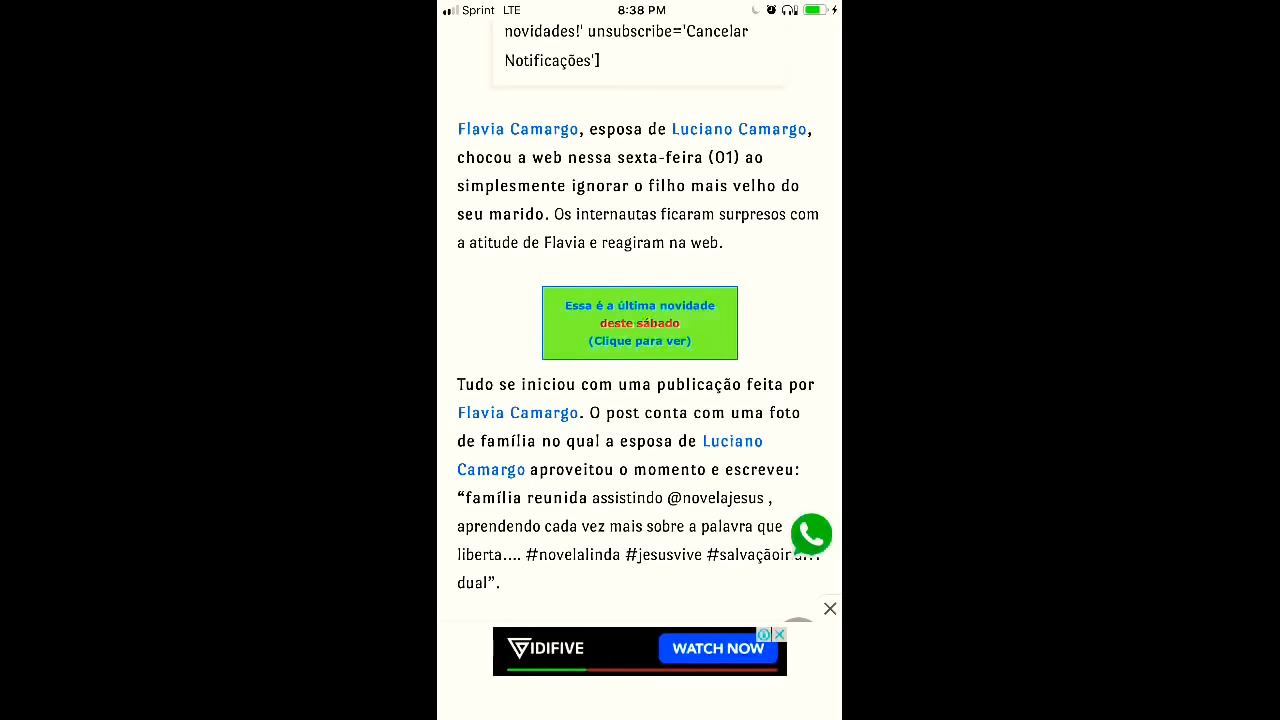 Sprint LTE 8:38 PM
novidades!' unsubscribe='Cancelar
Notificações']
Flavia Camargo, esposa de Luciano Camargo,
chocou a web nessa sexta-feira (01) ao
simplesmente ignorar o filho mais velho do
seu marido. Os internautas ficaram surpresos com
a atitude de Flavia e reagiram na web.
Essa é a última novidade
deste sábado
(Clique para ver)
Tudo se iniciou com uma publicação feita por
Flavia Camargo. O post conta com uma foto
de família no qual a esposa de Luciano
Camargo aproveitou o momento e escreveu:
“família reunida assistindo @novelajesus ,
aprendendo cada vez mais sobre a palavra que
liberta.... #novelalinda #jesusvive
dual”.
VIDIFIVE WATCH NOW